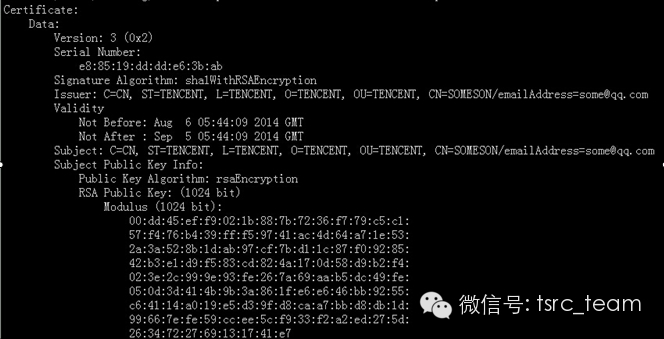 Certificate:
Data:
Version: 3 (0x2)
Serial Number:
e8:85:19:dd:dd:e6:3b:ab
Signature Algorithm: sha1WithRSAEncryption
Issuer: C=CN, ST=TENCENT, L=TENCENT, O=TENCENT, OU=TENCENT, CN=SOMESON/emailAddress=some@qq.com
Validity
Not Before: Aug  6 05:44:09 2014 GMT
Not After : Sep  5 05:44:09 2014 GMT
Subject: C=CN, ST=TENCENT, L=TENCENT, O=TENCENT, OU=TENCENT, CN=SOMESON/emailAddress=some@qq.com
Subject Public Key Info:
Public Key Algorithm: rsaEncryption
RSA Public Key: (1024 bit)
Modulus (1024 bit):
00:dd:45:ef:f9:02:1b:88:7b:72:36:f7:79:c5:c1:
57:f4:76:b4:39:ff:f5:97:41:ac:4d:64:a7:1e:53:
2a:3a:52:8b:1d:ab:97:cf:7b:d1:1c:87:f0:92:85:
42:b3:e1:d9:f5:83:cd:82:4a:17:0d:58:d9:b2:f4:
02:3e:2c:99:9e:93:fe:26:7a:69:aa:b5:dc:49:fe:
05:0d:3d:41:4b:9b:3a:86:1f:e6:e6:46:bb:92:55:
c6:41:14:a0:19:e5:d3:9f:d8:ca:a7:bb:d8:db:1d:
99:66:7e:fe:59:cc:ee:5c:f9:33:f2:a2:ed:27:5d:
26:34:72:27:69:13:17:41:e7
微信号: tsrc_team